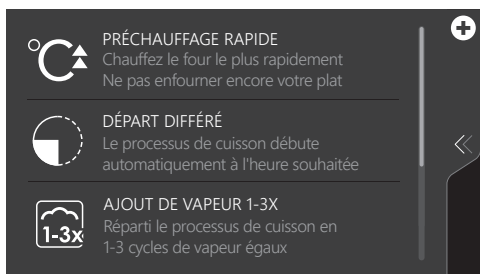 °C
PRÉCHAUFFAGE RAPIDE
Chauffez le four le plus rapidement
Ne pas enfourner encore votre plat
DÉPART DIFFÉRÉ
Le processus de cuisson débute
automatiquement à l'heure souhaitée
1-3x
AJOUT DE VAPEUR 1-3X
Réparti le processus de cuisson en
1-3 cycles de vapeur égaux